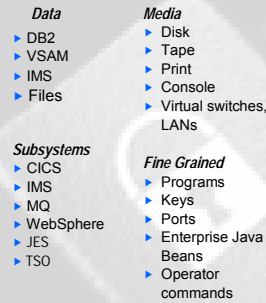 Data
DB2
VSAM
IMS
Files
Subsystems
CICS
IMS
MQ
WebSphere
JES
TSO
Media
Disk
Tape
Print
Console
Virtual switches,
LANs
Fine Grained
Programs
Keys
Ports
Enterprise Java
Beans
Operator
commands